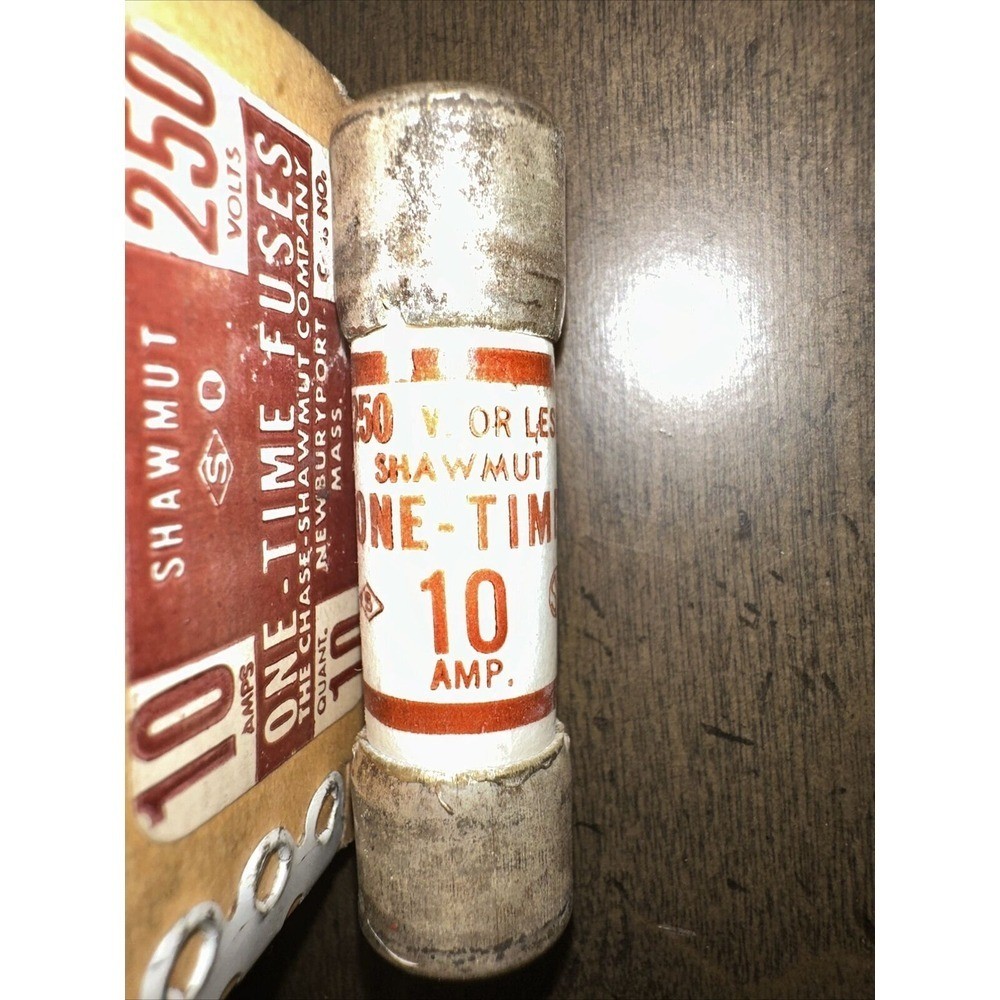 250
VOLTS
SHAWMUT
S
10
AMPS
ONE-TIME FUSES
THE CHASE-SHAWMUT COMPANY
NEWBURYPORT
MASS.
NO.
QUANT.
10
250 V. OR LES
SHAWMUT
ONE-TIM
10
AMP.
S